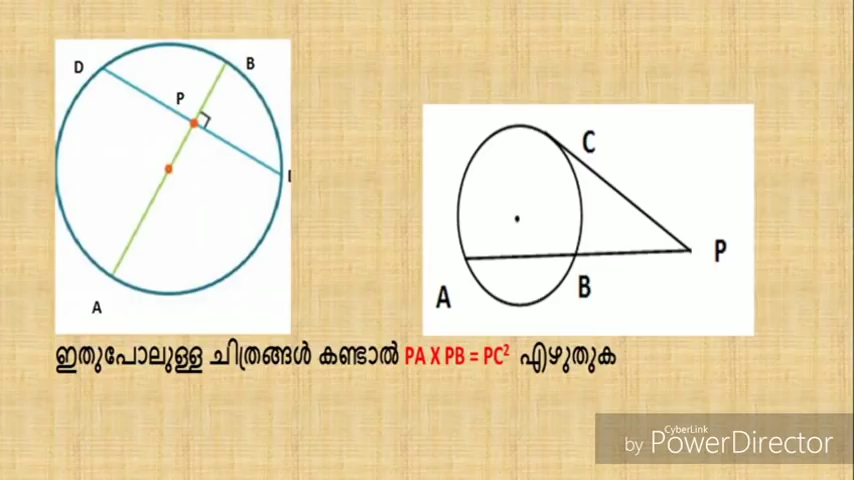 D
B
P
A
C
P
A
B
ഇതുപോലുള്ള ചിത്രങ്ങൾ കണ്ടാൽ PA X PB = PC² എഴുതുക
CyberLink
by PowerDirector